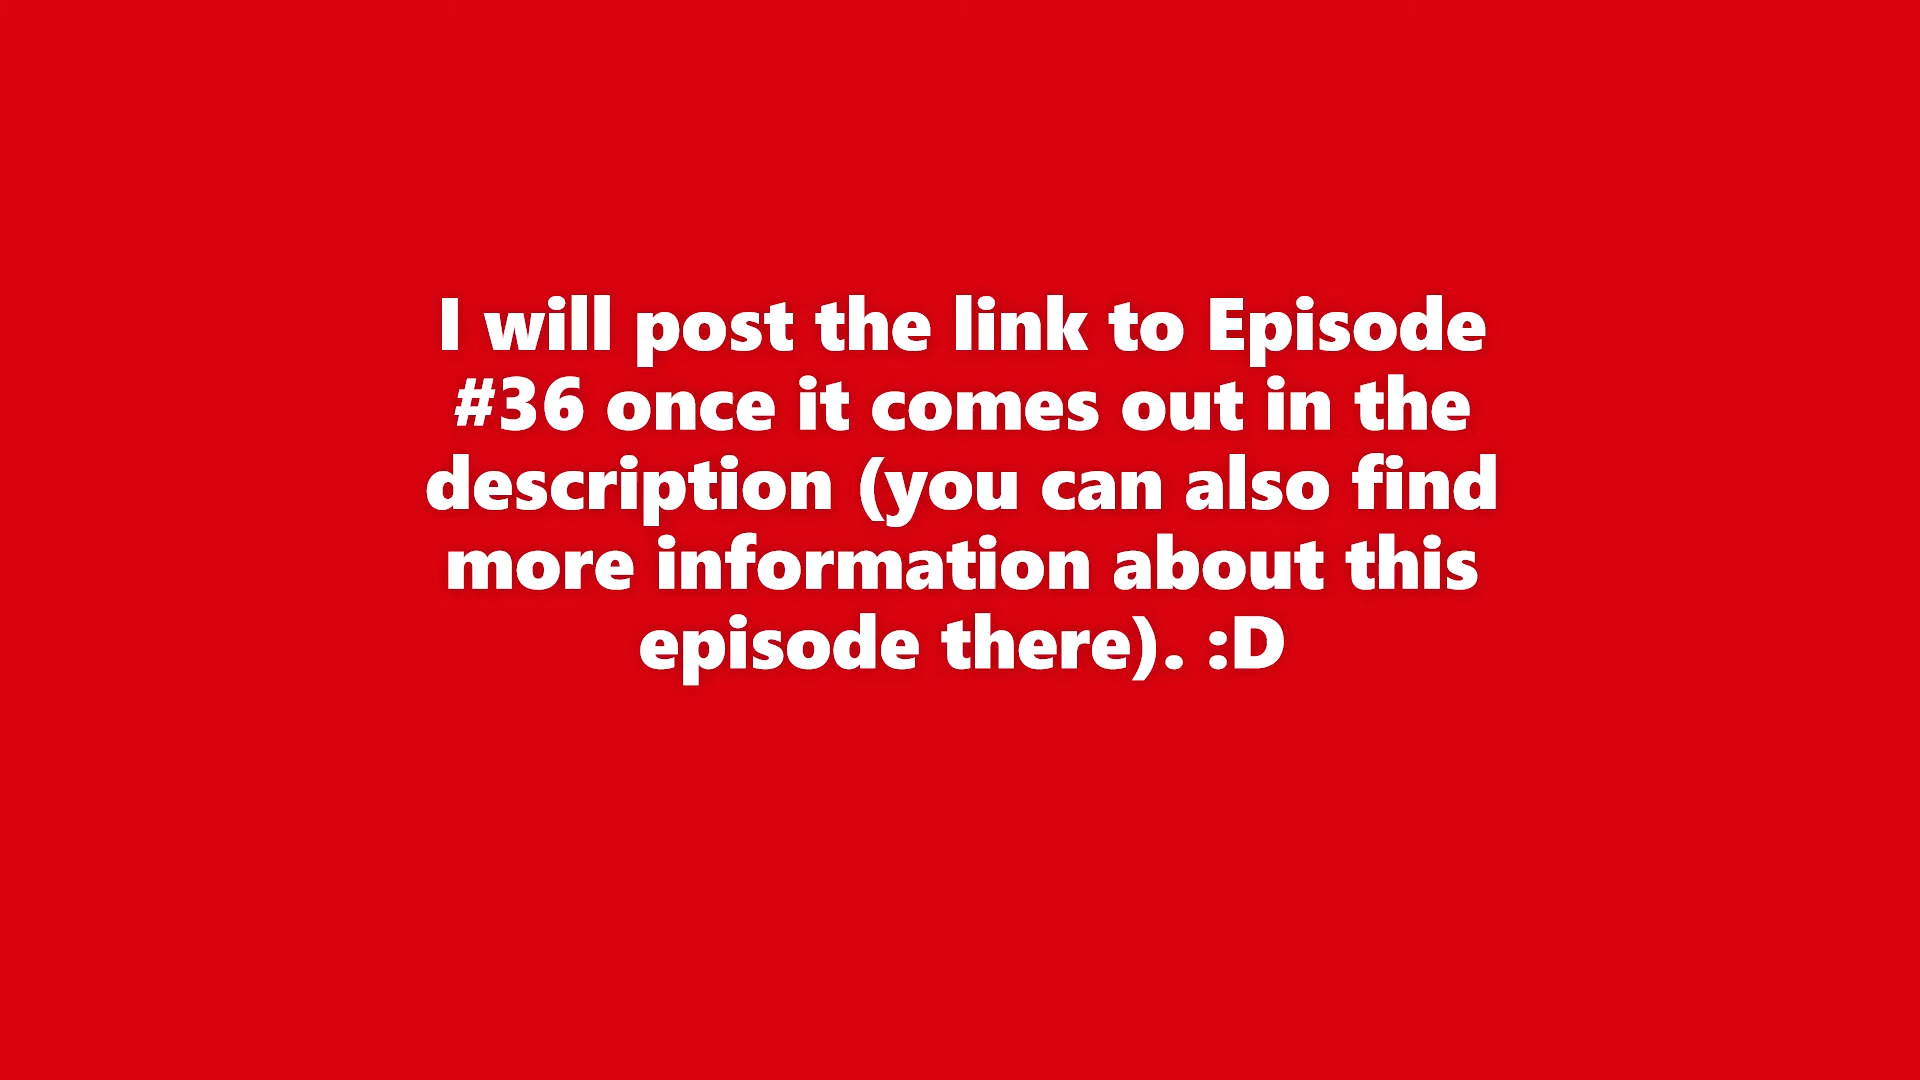 I will post the link to Episode
#36 once it comes out in the
description (you can also find
more information about this
episode there). :D